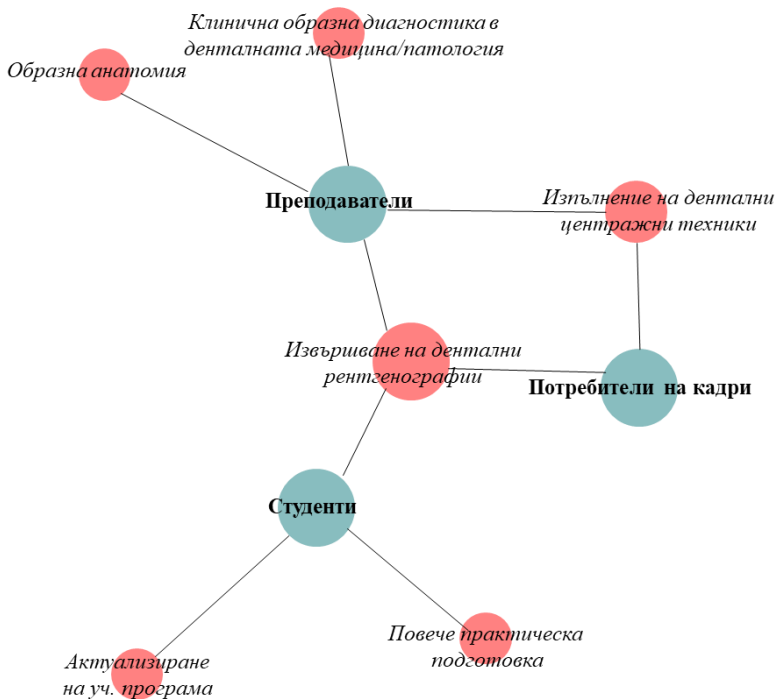 Клинична образна диагностика в
денталната медицина/патология
Образна анатомия
Преподаватели
Изпълнение на дентални
центражни техники
Извършване на дентални
рентгенографии
Потребители на кадри
Студенти
Повече практическа
подготовка
Актуализиране
на уч. програма